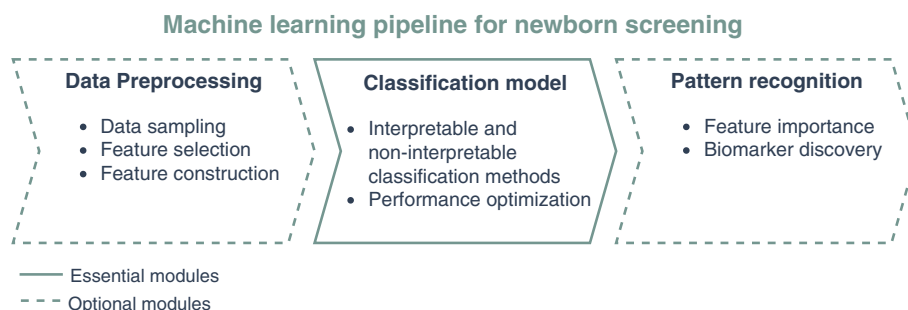 Machine learning pipeline for newborn screening
Data Preprocessing
• Data sampling
• Feature selection
• Feature construction
Classification model
• Interpretable and
non-interpretable
classification methods
• Performance optimization
Pattern recognition
• Feature importance
• Biomarker discovery
Essential modules
Optional modules